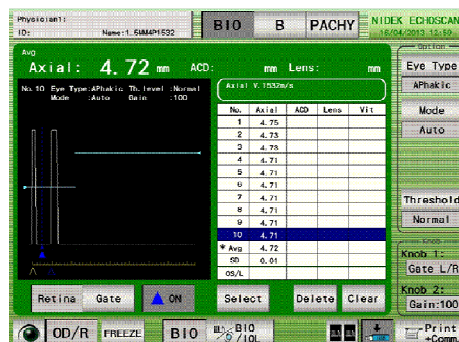 Physician1:
ID: Name:1.5MM4P1532
BIO B PACHY
NIDEK ECHOSCAN
16/04/2013 12:50
Avg
Axial: 4.72 mm ACD: mm Lens: mm
No.10 Eye Type:APhakic Th.level :Normal
Mode :Auto Gain :100
Axial V.1532m/s
No. Axial ACD Lens Vit
1 4.75
2 4.73
3 4.73
4 4.71
5 4.71
6 4.71
7 4.71
8 4.71
9 4.71
10 4.71
* Avg 4.72
SD 0.01
OS/L
Retina Gate ON
Select Delete Clear
Option
Eye Type
APhakic
Mode
Auto
Threshold
Normal
Knob
Knob 1:
Gate L/R
Knob 2:
Gain:100
OD/R FREEZE BIO BIO /IOL
Print
+Comm.